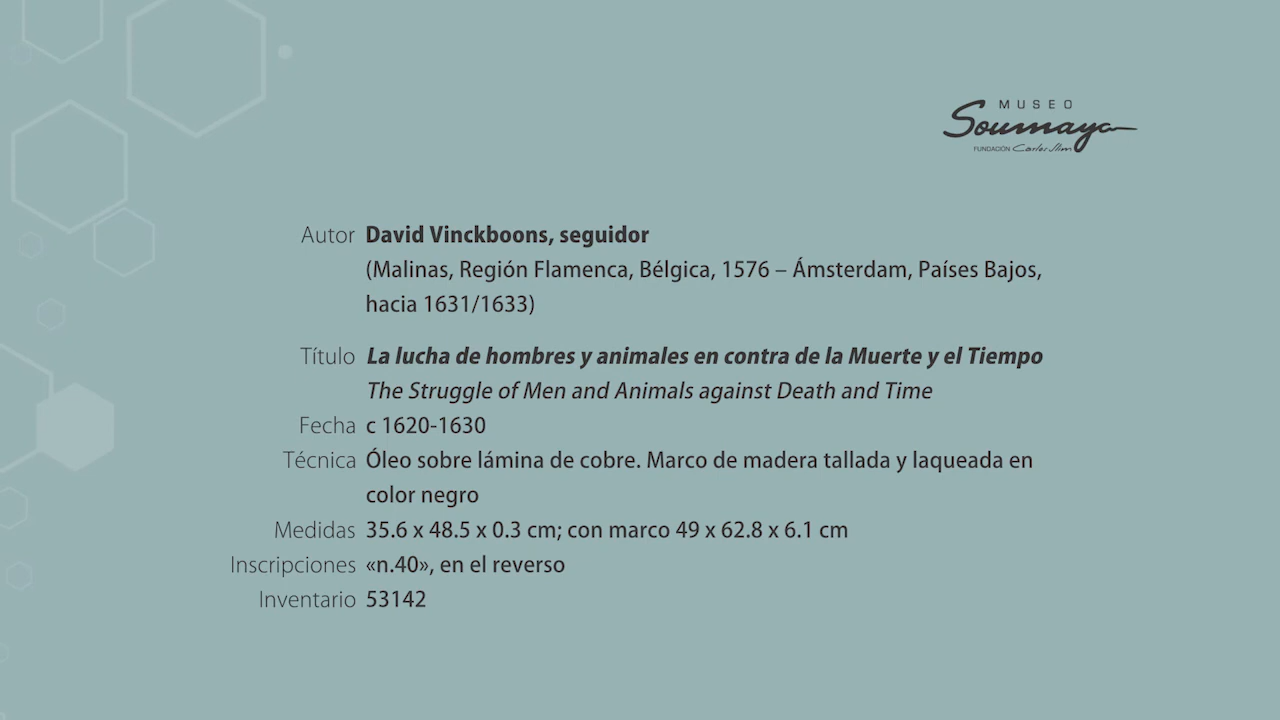 MUSEO
Soumaya
FUNDACIÓN Carlos Slim
Autor David Vinckboons, seguidor
(Malinas, Región Flamenca, Bélgica, 1576 – Ámsterdam, Países Bajos,
hacia 1631/1633)
Título La lucha de hombres y animales en contra de la Muerte y el Tiempo
The Struggle of Men and Animals against Death and Time
Fecha c 1620-1630
Técnica Óleo sobre lámina de cobre. Marco de madera tallada y laqueada en
color negro
Medidas 35.6 x 48.5 x 0.3 cm; con marco 49 x 62.8 x 6.1 cm
Inscripciones «n.40», en el reverso
Inventario 53142